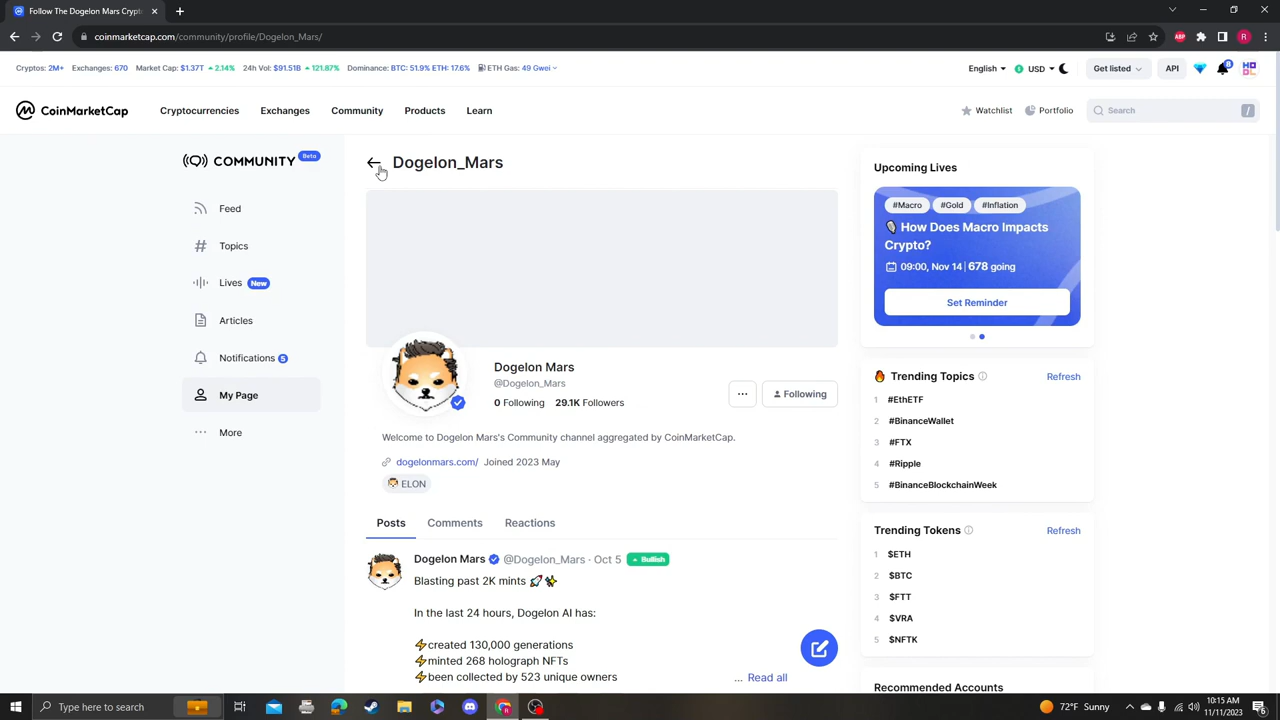 Follow The Dogelon Mars Crypto
coinmarketcap.com/community/profile/Dogelon_Mars/
ABP
R
Cryptos: 2M+ Exchanges: 670 Market Cap: $1.37T 2.14% 24h Vol: $91.51B 121.87% Dominance: BTC: 51.9% ETH: 17.6% ETH Gas: 49 Gwei
English USD Get listed API
CoinMarketCap Cryptocurrencies Exchanges Community Products Learn Watchlist Portfolio Search /
COMMUNITY Beta
Feed
Topics
Lives New
Articles
Notifications 5
My Page
More
Dogelon_Mars
Dogelon Mars
@Dogelon_Mars
0 Following 29.1K Followers
... Following
Welcome to Dogelon Mars's Community channel aggregated by CoinMarketCap.
dogelonmars.com/ Joined 2023 May
ELON
Posts Comments Reactions
Dogelon Mars @Dogelon_Mars · Oct 5 Bullish
Blasting past 2K mints 🚀✨
In the last 24 hours, Dogelon AI has:
⚡created 130,000 generations
⚡minted 268 holograph NFTs
⚡been collected by 523 unique owners
... Read all
Upcoming Lives
#Macro #Gold #Inflation
How Does Macro Impacts
Crypto?
09:00, Nov 14 | 678 going
Set Reminder
Trending Topics Refresh
1 #EthETF
2 #BinanceWallet
3 #FTX
4 #Ripple
5 #BinanceBlockchainWeek
Trending Tokens Refresh
1 $ETH
2 $BTC
3 $FTT
4 $VRA
5 $NFTK
Recommended Accounts
Type here to search
72°F Sunny
10:15 AM
11/11/2023